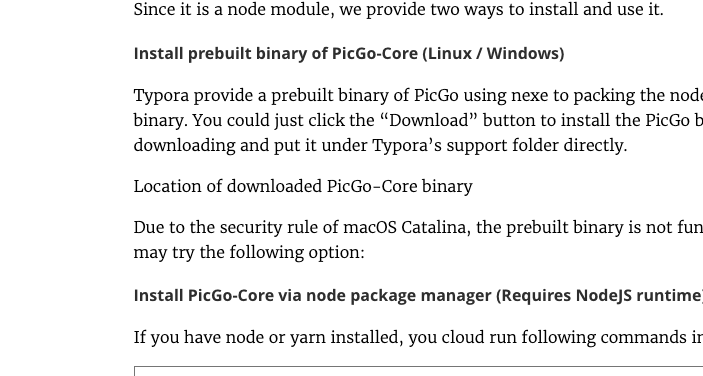 Since it is a node module, we provide two ways to install and use it.
Install prebuilt binary of PicGo-Core (Linux / Windows)
Typora provide a prebuilt binary of PicGo using nexe to packing the node
binary. You could just click the “Download” button to install the PicGo b
downloading and put it under Typora’s support folder directly.
Location of downloaded PicGo-Core binary
Due to the security rule of macOS Catalina, the prebuilt binary is not fun
may try the following option:
Install PicGo-Core via node package manager (Requires NodeJS runtime)
If you have node or yarn installed, you cloud run following commands in